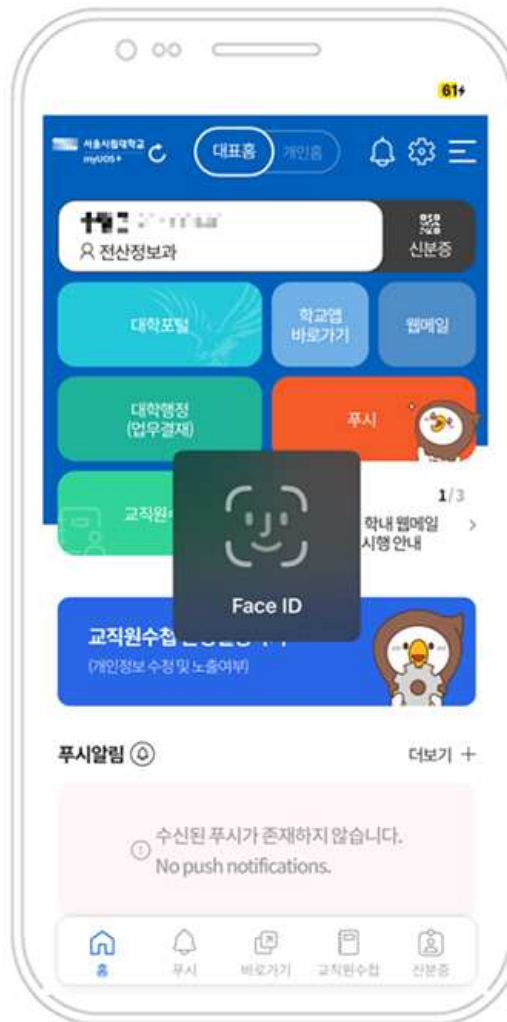 61
서울시립대학교
myUOS+
대표홈
개인홈
전산정보과
신분증
대학포털
학교앱
바로가기
웹메일
대학행정
(업무결재)
푸시
교직원
1/3
학내 웹메일
시행 안내
Face ID
교직원수첩
(개인정보 수정 및 노출여부)
푸시알림
더보기 +
수신된 푸시가 존재하지 않습니다.
No push notifications.
홈
푸시
바로가기
교직원수첩
신분증